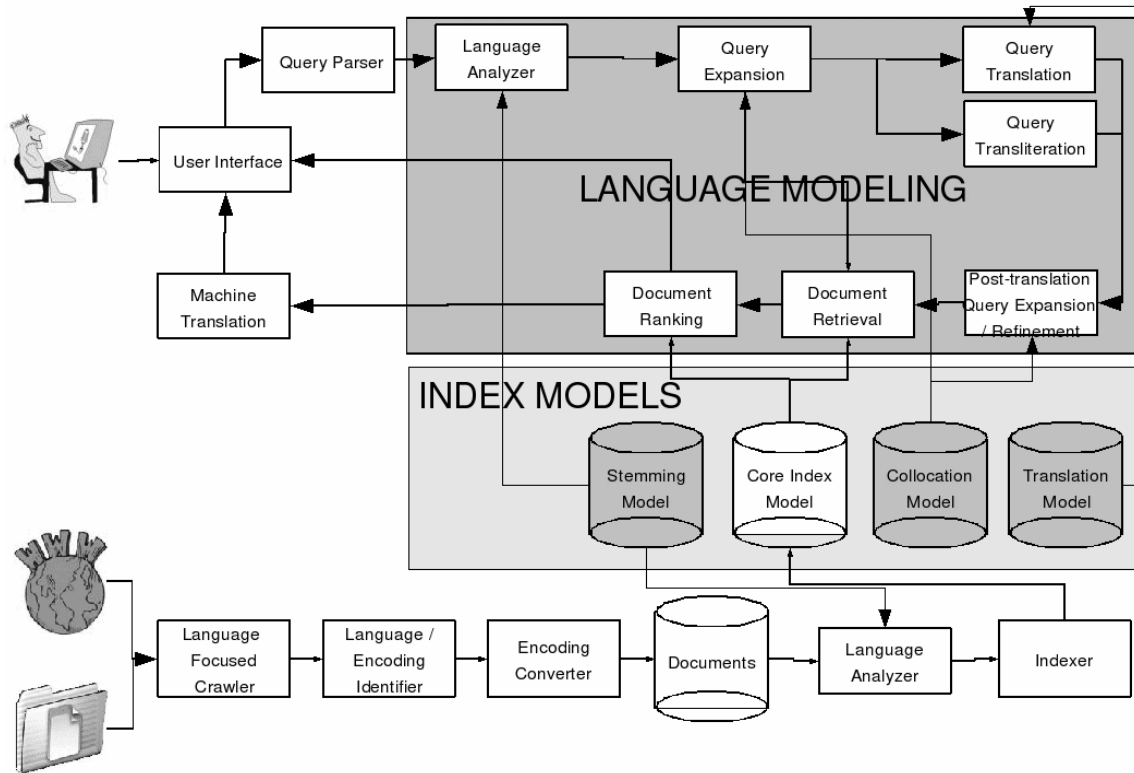 Query Parser
Language
Analyzer
Query
Expansion
Query
Translation
Query
Transliteration
User Interface
LANGUAGE MODELING
Machine
Translation
Document
Ranking
Document
Retrieval
Post-translation
Query Expansion
/ Refinement
INDEX MODELS
Stemming
Model
Core Index
Model
Collocation
Model
Translation
Model
WWW
Language
Focused
Crawler
Language /
Encoding
Identifier
Encoding
Converter
Documents
Language
Analyzer
Indexer